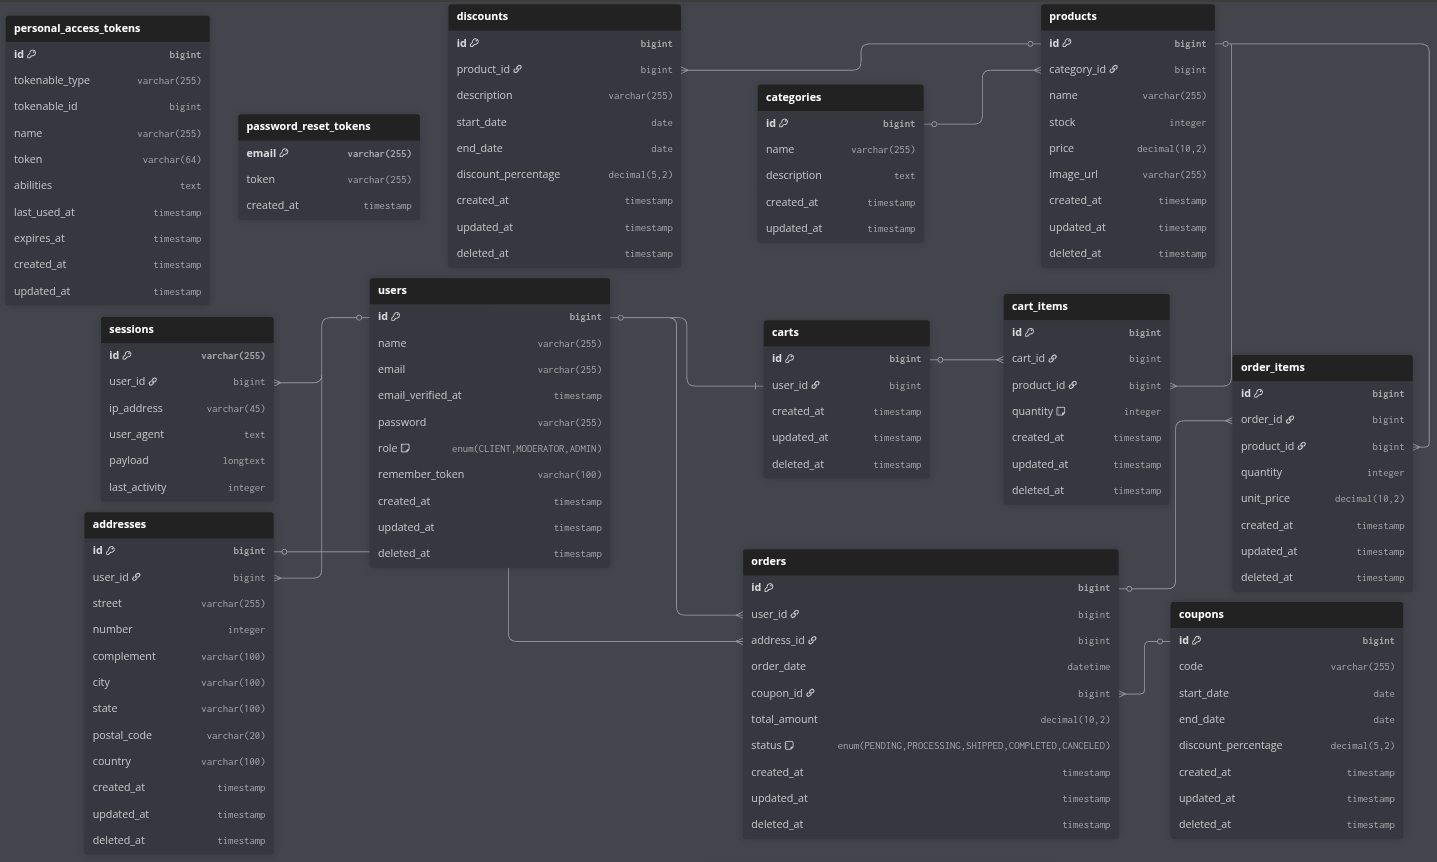 personal_access_tokens
id bigint
tokenable_type varchar(255)
tokenable_id bigint
name varchar(255)
token varchar(64)
abilities text
last_used_at timestamp
expires_at timestamp
created_at timestamp
updated_at timestamp
password_reset_tokens
email varchar(255)
token varchar(255)
created_at timestamp
discounts
id bigint
product_id bigint
description varchar(255)
start_date date
end_date date
discount_percentage decimal(5,2)
created_at timestamp
updated_at timestamp
deleted_at timestamp
categories
id bigint
name varchar(255)
description text
created_at timestamp
updated_at timestamp
products
id bigint
category_id bigint
name varchar(255)
stock integer
price decimal(10,2)
image_url varchar(255)
created_at timestamp
updated_at timestamp
deleted_at timestamp
sessions
id varchar(255)
user_id bigint
ip_address varchar(45)
user_agent text
payload longtext
last_activity integer
users
id bigint
name varchar(255)
email varchar(255)
email_verified_at timestamp
password varchar(255)
role enum(CLIENT,MODERATOR,ADMIN)
remember_token varchar(100)
created_at timestamp
updated_at timestamp
deleted_at timestamp
carts
id bigint
user_id bigint
created_at timestamp
updated_at timestamp
deleted_at timestamp
cart_items
id bigint
cart_id bigint
product_id bigint
quantity integer
created_at timestamp
updated_at timestamp
deleted_at timestamp
order_items
id bigint
order_id bigint
product_id bigint
quantity integer
unit_price decimal(10,2)
created_at timestamp
updated_at timestamp
deleted_at timestamp
addresses
id bigint
user_id bigint
street varchar(255)
number integer
complement varchar(100)
city varchar(100)
state varchar(100)
postal_code varchar(20)
country varchar(100)
created_at timestamp
updated_at timestamp
deleted_at timestamp
orders
id bigint
user_id bigint
address_id bigint
order_date datetime
coupon_id bigint
total_amount decimal(10,2)
status enum(PENDING,PROCESSING,SHIPPED,COMPLETED,CANCELED)
created_at timestamp
updated_at timestamp
deleted_at timestamp
coupons
id bigint
code varchar(255)
start_date date
end_date date
discount_percentage decimal(5,2)
created_at timestamp
updated_at timestamp
deleted_at timestamp